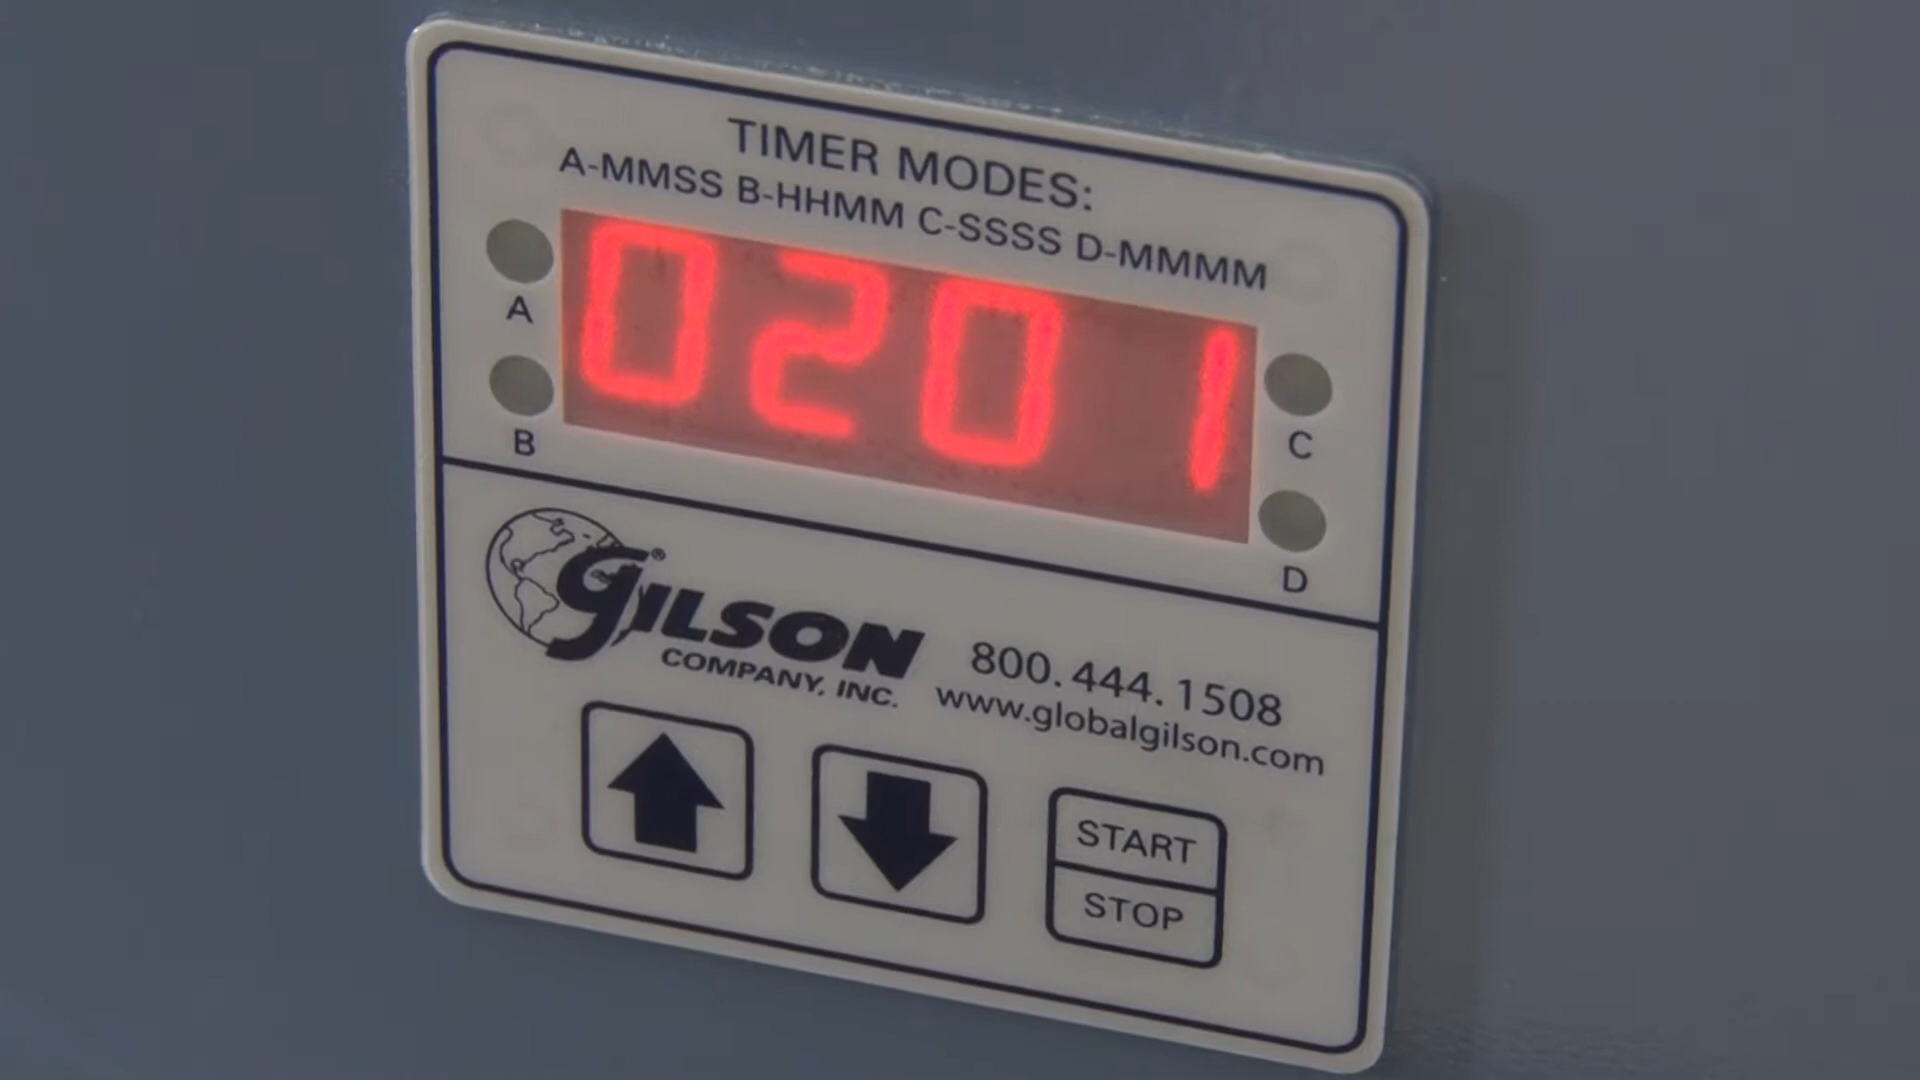 TIMER MODES:
A-MMSS B-HHMM C-SSSS D-MMMM
0201
A
B
C
D
GILSON®
COMPANY, INC.
800.444.1508
www.globalgilson.com
START
STOP